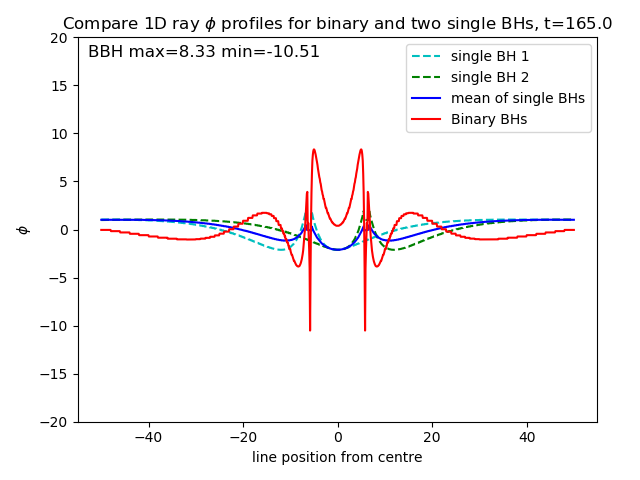 Compare 1D ray ϕ profiles for binary and two single BHs, t=165.0
BBH max=8.33 min=-10.51
single BH 1
single BH 2
mean of single BHs
Binary BHs
20
15
10
5
0
−5
−10
−15
−20
ϕ
−40
−20
0
20
40
line position from centre